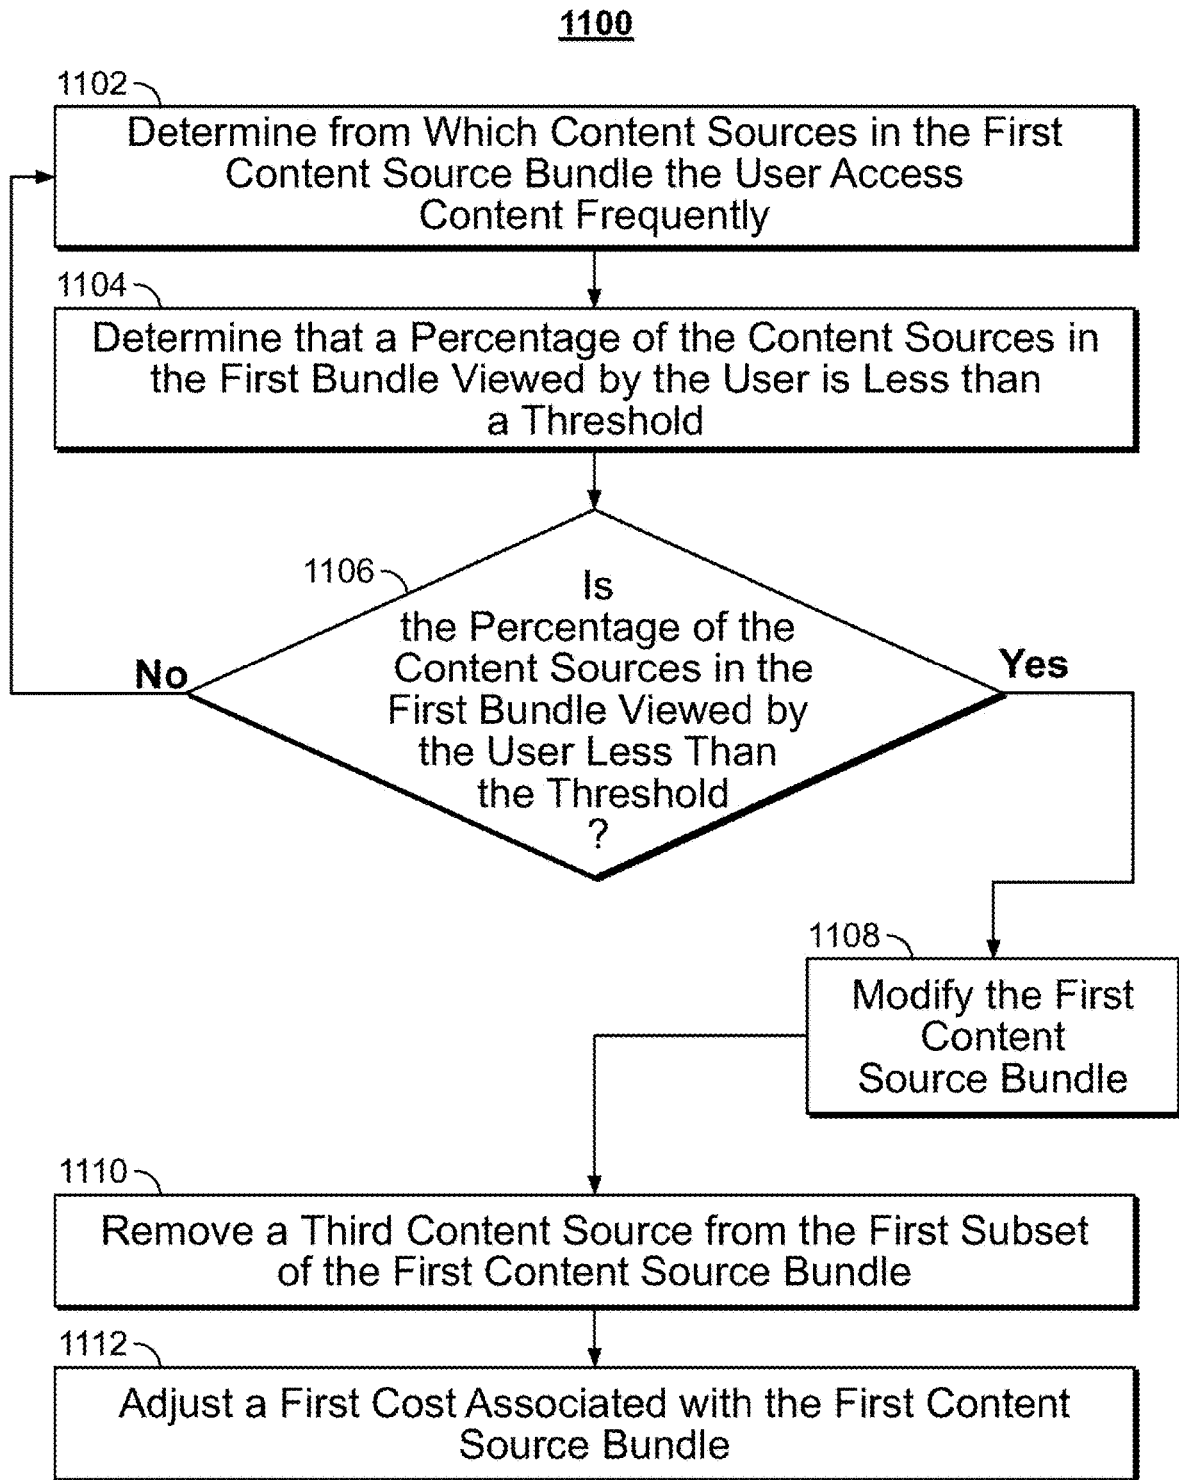 1100
1102
Determine from Which Content Sources in the First
Content Source Bundle the User Access
Content Frequently
1104
Determine that a Percentage of the Content Sources in
the First Bundle Viewed by the User is Less than
a Threshold
1106
Is
the Percentage of the
Content Sources in the
First Bundle Viewed by
the User Less Than
the Threshold
?
No
Yes
1108
Modify the First
Content
Source Bundle
1110
Remove a Third Content Source from the First Subset
of the First Content Source Bundle
1112
Adjust a First Cost Associated with the First Content
Source Bundle